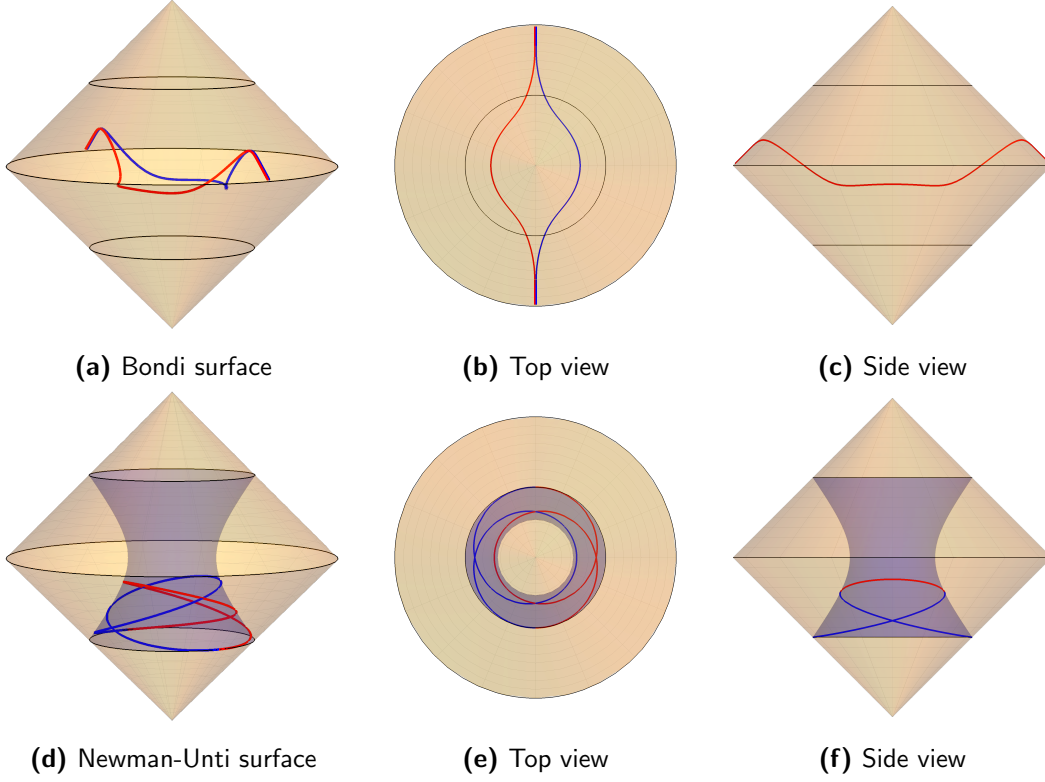 (a) Bondi surface
(b) Top view
(c) Side view
(d) Newman-Unti surface
(e) Top view
(f) Side view